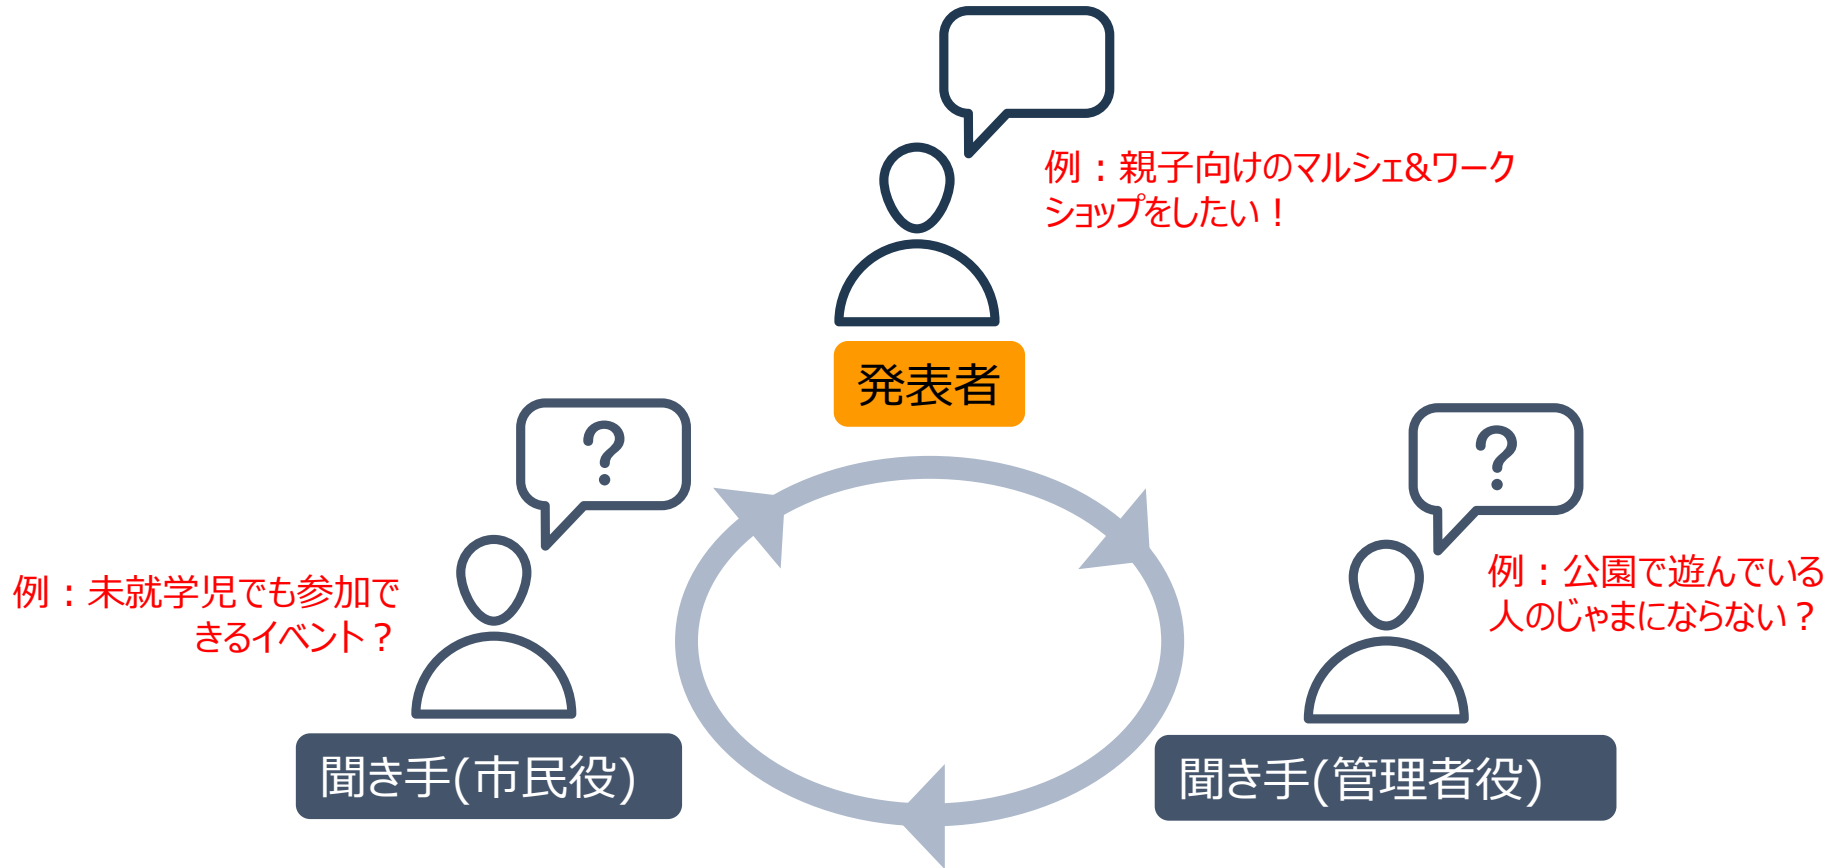 例：親子向けのマルシェ&ワーク
ショップをしたい！
発表者
?
?
例：未就学児でも参加で
きるイベント？
例：公園で遊んでいる
人のじゃまにならない？
聞き手(市民役)
聞き手(管理者役)